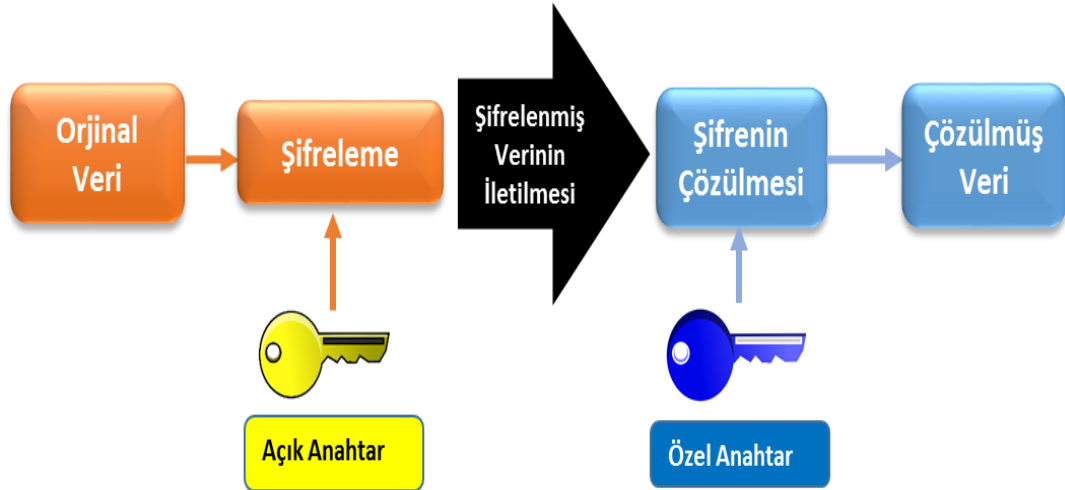 Orjinal
Veri
Şifreleme
Şifrelenmiş
Verinin
İletilmesi
Şifrenin
Çözülmesi
Çözülmüş
Veri
Açık Anahtar
Özel Anahtar